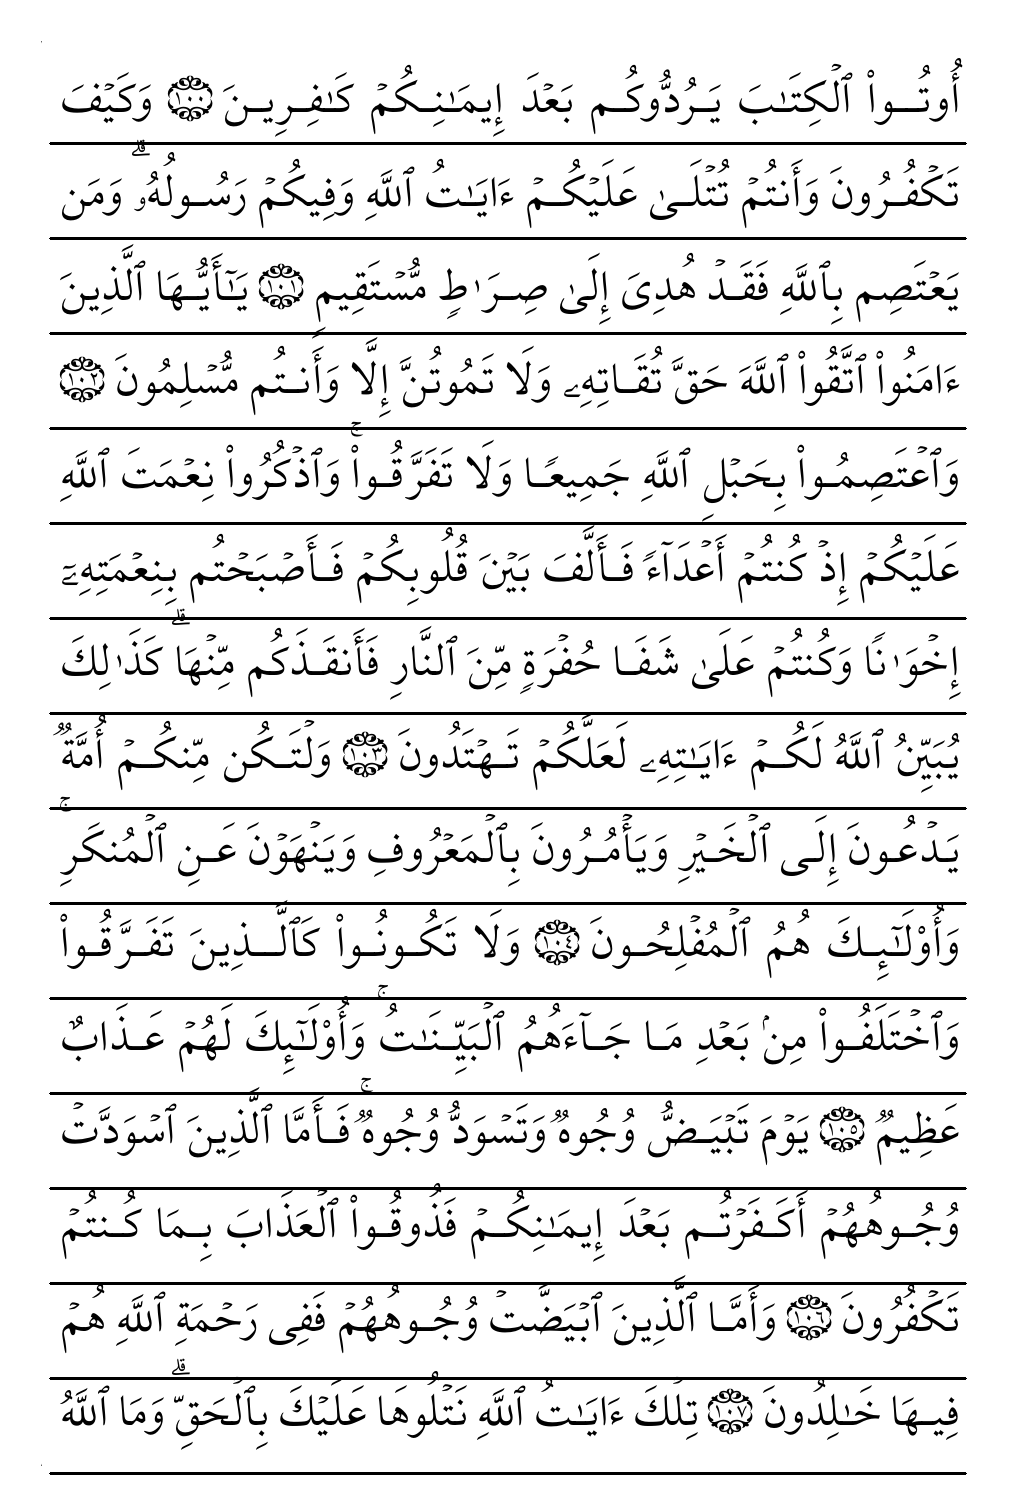 أُوتُوا۟ ٱلْكِتَـٰبَ يَرُدُّوكُم بَعْدَ إِيمَـٰنِكُمْ كَـٰفِرِينَ ١٠٠ وَكَيْفَ
تَكْفُرُونَ وَأَنتُمْ تُتْلَىٰ عَلَيْكُمْ ءَايَـٰتُ ٱللَّهِ وَفِيكُمْ رَسُولُهُۥ ۗ وَمَن
يَعْتَصِم بِٱللَّهِ فَقَدْ هُدِىَ إِلَىٰ صِرَٰطٍ مُّسْتَقِيمٍ ١٠١ يَـٰٓأَيُّهَا ٱلَّذِينَ
ءَامَنُوا۟ ٱتَّقُوا۟ ٱللَّهَ حَقَّ تُقَاتِهِۦ وَلَا تَمُوتُنَّ إِلَّا وَأَنتُم مُّسْلِمُونَ ١٠٢
وَٱعْتَصِمُوا۟ بِحَبْلِ ٱللَّهِ جَمِيعًا وَلَا تَفَرَّقُوا۟ ۚ وَٱذْكُرُوا۟ نِعْمَتَ ٱللَّهِ
عَلَيْكُمْ إِذْ كُنتُمْ أَعْدَآءً فَأَلَّفَ بَيْنَ قُلُوبِكُمْ فَأَصْبَحْتُم بِنِعْمَتِهِۦٓ
إِخْوَٰنًا وَكُنتُمْ عَلَىٰ شَفَا حُفْرَةٍ مِّنَ ٱلنَّارِ فَأَنقَذَكُم مِّنْهَا ۗ كَذَٰلِكَ
يُبَيِّنُ ٱللَّهُ لَكُمْ ءَايَـٰتِهِۦ لَعَلَّكُمْ تَهْتَدُونَ ١٠٣ وَلْتَكُن مِّنكُمْ أُمَّةٌ
يَدْعُونَ إِلَى ٱلْخَيْرِ وَيَأْمُرُونَ بِٱلْمَعْرُوفِ وَيَنْهَوْنَ عَنِ ٱلْمُنكَرِ ۚ
وَأُو۟لَـٰٓئِكَ هُمُ ٱلْمُفْلِحُونَ ١٠٤ وَلَا تَكُونُوا۟ كَٱلَّذِينَ تَفَرَّقُوا۟
وَٱخْتَلَفُوا۟ مِنۢ بَعْدِ مَا جَآءَهُمُ ٱلْبَيِّنَـٰتُ ۚ وَأُو۟لَـٰٓئِكَ لَهُمْ عَذَابٌ
عَظِيمٌ ١٠٥ يَوْمَ تَبْيَضُّ وُجُوهٌ وَتَسْوَدُّ وُجُوهٌ ۚ فَأَمَّا ٱلَّذِينَ ٱسْوَدَّتْ
وُجُوهُهُمْ أَكَفَرْتُم بَعْدَ إِيمَـٰنِكُمْ فَذُوقُوا۟ ٱلْعَذَابَ بِمَا كُنتُمْ
تَكْفُرُونَ ١٠٦ وَأَمَّا ٱلَّذِينَ ٱبْيَضَّتْ وُجُوهُهُمْ فَفِى رَحْمَةِ ٱللَّهِ هُمْ
فِيهَا خَـٰلِدُونَ ١٠٧ تِلْكَ ءَايَـٰتُ ٱللَّهِ نَتْلُوهَا عَلَيْكَ بِٱلْحَقِّ ۗ وَمَا ٱللَّهُ